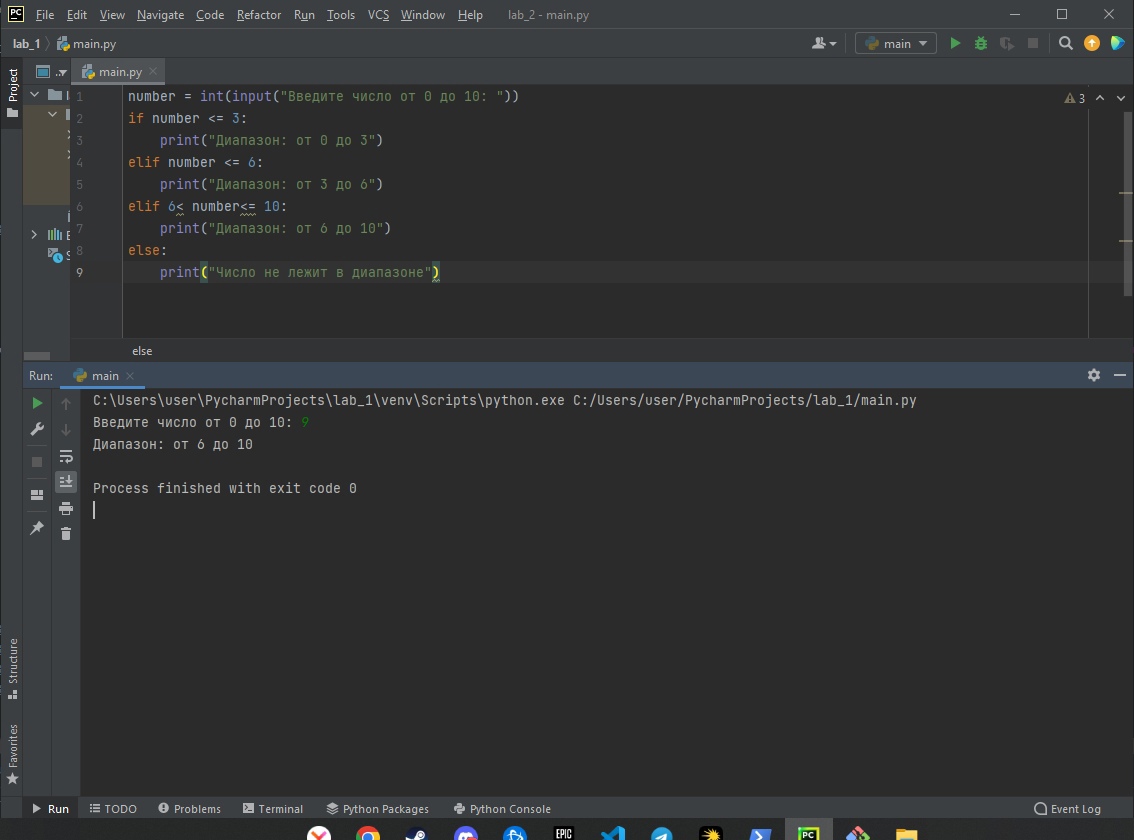 PC File Edit View Navigate Code Refactor Run Tools VCS Window Help lab_2 - main.py
lab_1 main.py main
Project .. main.py
1 number = int(input("Введите число от 0 до 10: "))
2 if number <= 3:
3 print("Диапазон: от 0 до 3")
4 elif number <= 6:
5 print("Диапазон: от 3 до 6")
6 elif 6< number<= 10:
7 print("Диапазон: от 6 до 10")
8 else:
9 print("Число не лежит в диапазоне")
3
else
Run: main
C:\Users\user\PycharmProjects\lab_1\venv\Scripts\python.exe C:/Users/user/PycharmProjects/lab_1/main.py
Введите число от 0 до 10: 9
Диапазон: от 6 до 10
Process finished with exit code 0
Structure
Favorites
Run TODO Problems Terminal Python Packages Python Console Event Log
EPIC PC